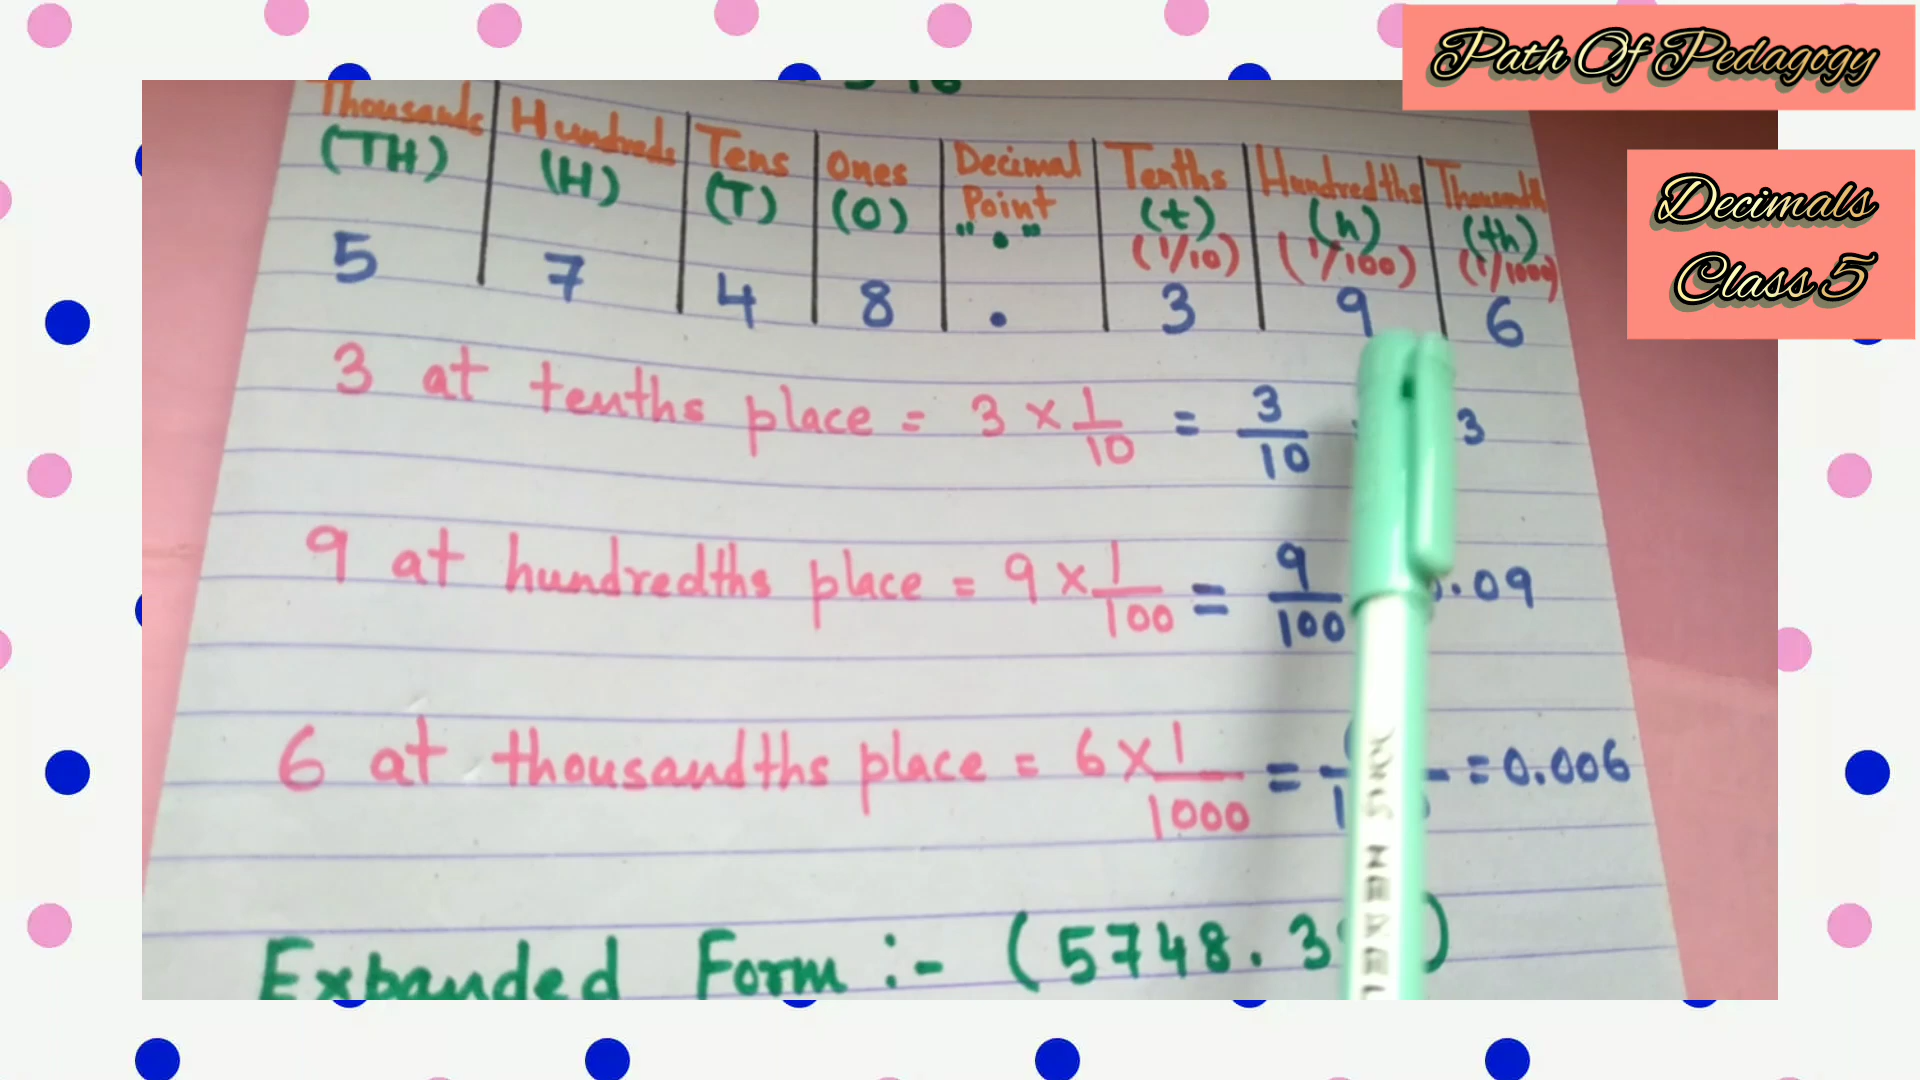 Path Of Pedagogy
Decimals
Class 5
Thousands Hundreds Tens Ones Decimal Tenths Hundredths
(TH) (H) (T) (O) Point (t) (h) (th)
" . " (1/10) (1/100) (1/1000)
5 7 4 8 . 3 9 6
3 at tenths place = 3 × 1/10 = 3/10 3
9 at hundredths place = 9 × 1/100 = 9/100 .09
6 at thousandths place = 6 × 1/1000 = = 0.006
Expanded Form :- (5748.3 )